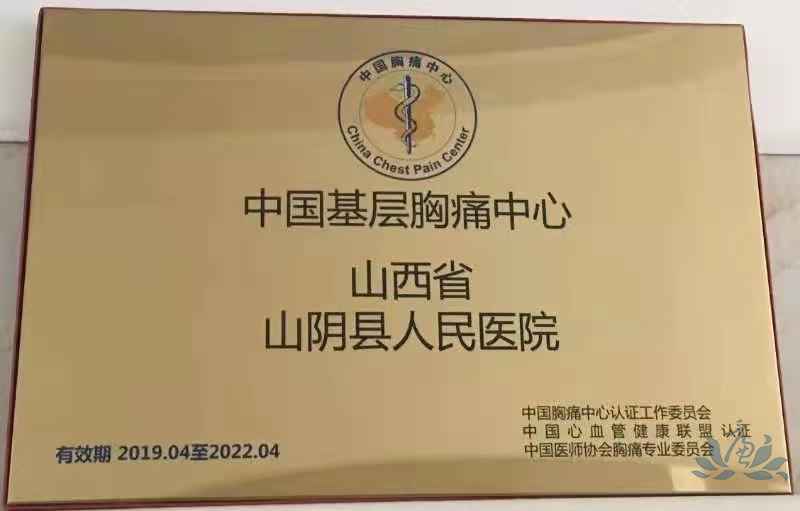 中国胸痛中心
China Chest Pain Center
中国基层胸痛中心
山西省
山阴县人民医院
有效期 2019.04至2022.04
中国胸痛中心认证工作委员会
中国心血管健康联盟 认证
中国医师协会胸痛专业委员会